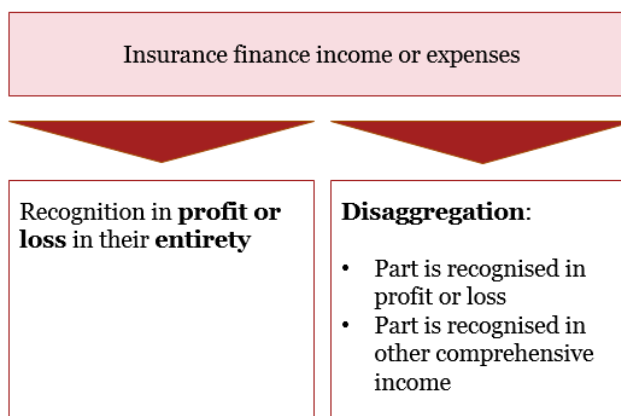 Insurance finance income or expenses
Recognition in profit or
loss in their entirety
Disaggregation:
• Part is recognised in
profit or loss
• Part is recognised in
other comprehensive
income